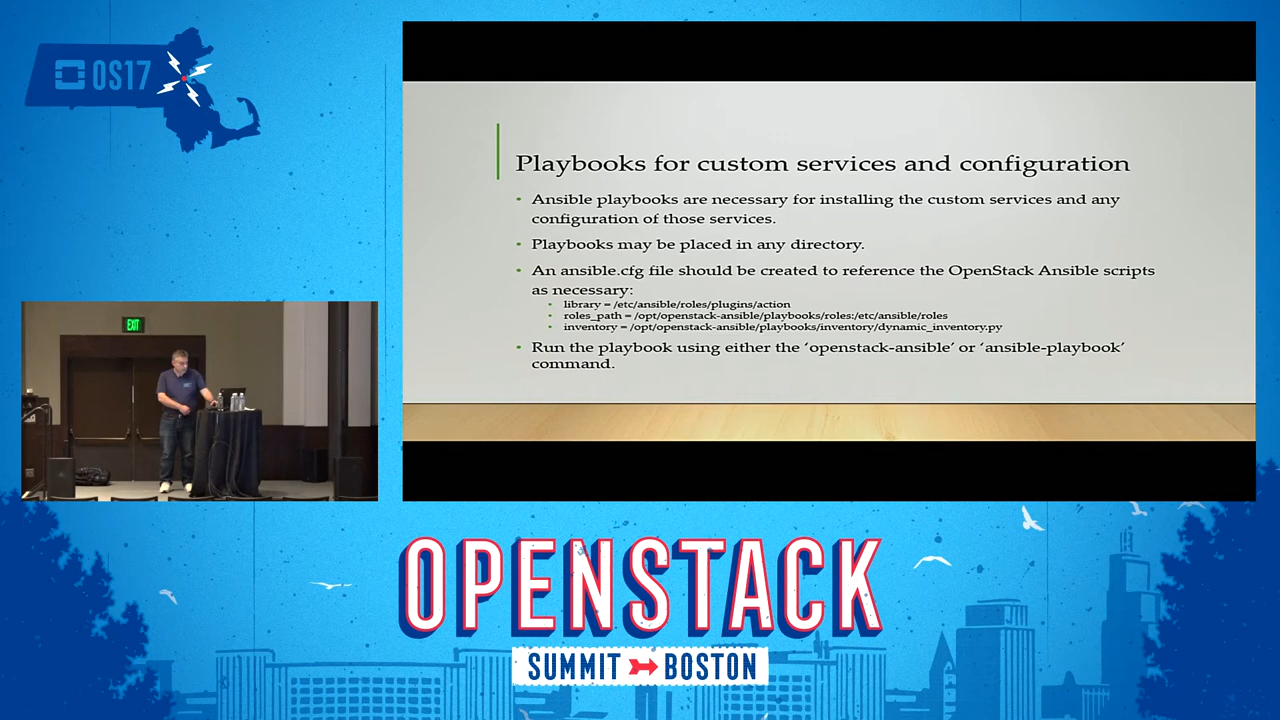 OS17
Playbooks for custom services and configuration
• Ansible playbooks are necessary for installing the custom services and any
configuration of those services.
• Playbooks may be placed in any directory.
• An ansible.cfg file should be created to reference the OpenStack Ansible scripts
as necessary:
• library = /etc/ansible/roles/plugins/action
• roles_path = /opt/openstack-ansible/playbooks/roles:/etc/ansible/roles
• inventory = /opt/openstack-ansible/playbooks/inventory/dynamic_inventory.py
• Run the playbook using either the ‘openstack-ansible’ or ‘ansible-playbook’
command.
EXIT
OPENSTACK
SUMMIT BOSTON